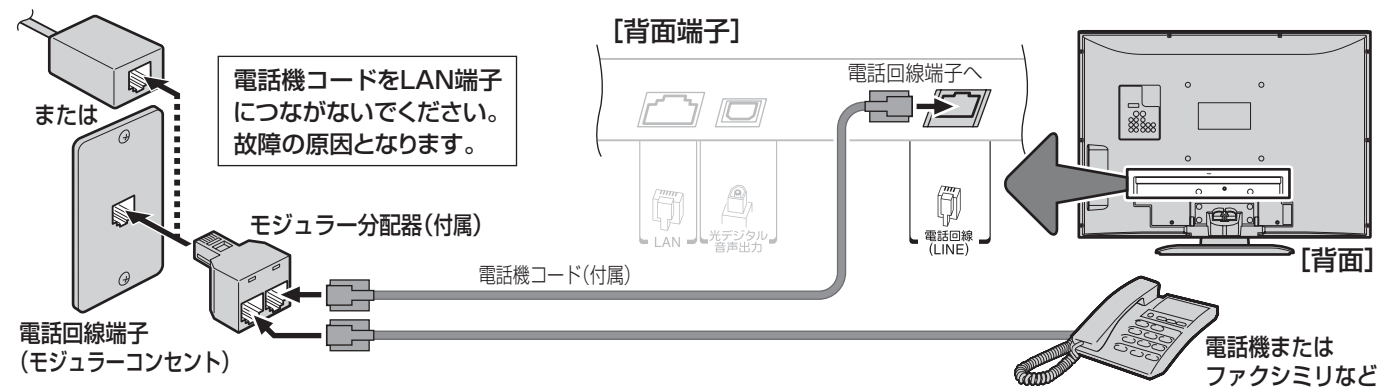 [背面端子]
電話機コードをLAN端子
につながないでください。
故障の原因となります。
電話回線端子へ
または
モジュラー分配器（付属）
LAN
光デジタル
音声出力
電話回線
(LINE)
[背面]
電話機コード（付属）
電話回線端子
（モジュラーコンセント）
電話機または
ファクシミリなど